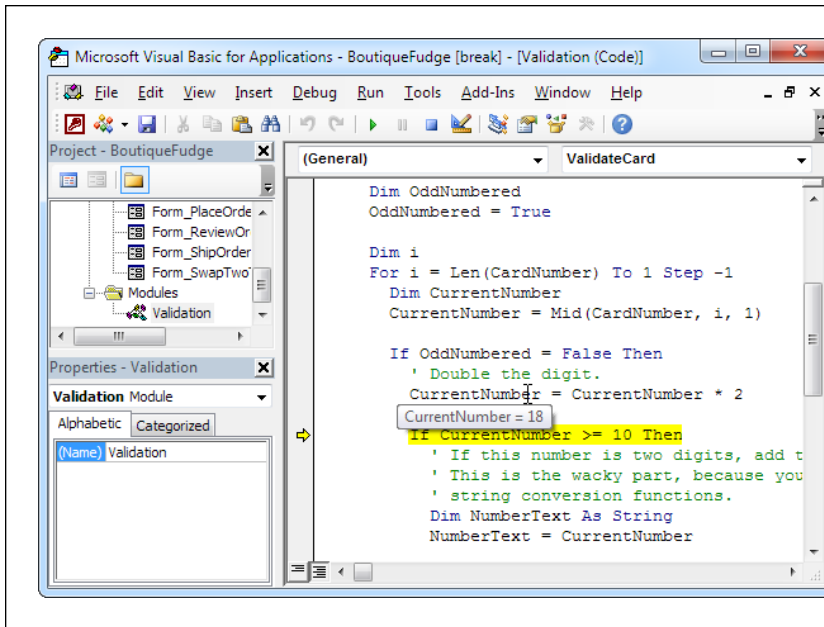 Microsoft Visual Basic for Applications - BoutiqueFudge [break] - [Validation (Code)]
File Edit View Insert Debug Run Tools Add-Ins Window Help
Project - BoutiqueFudge
(General) ValidateCard
Form_PlaceOrde
Form_ReviewOr
Form_ShipOrder
Form_SwapTwo
Modules
Validation
Properties - Validation
Validation Module
Alphabetic Categorized
(Name) Validation
Dim OddNumbered
OddNumbered = True
Dim i
For i = Len(CardNumber) To 1 Step -1
Dim CurrentNumber
CurrentNumber = Mid(CardNumber, i, 1)
If OddNumbered = False Then
' Double the digit.
CurrentNumber = CurrentNumber * 2
CurrentNumber = 18
If CurrentNumber >= 10 Then
' If this number is two digits, add t
' This is the wacky part, because you
' string conversion functions.
Dim NumberText As String
NumberText = CurrentNumber